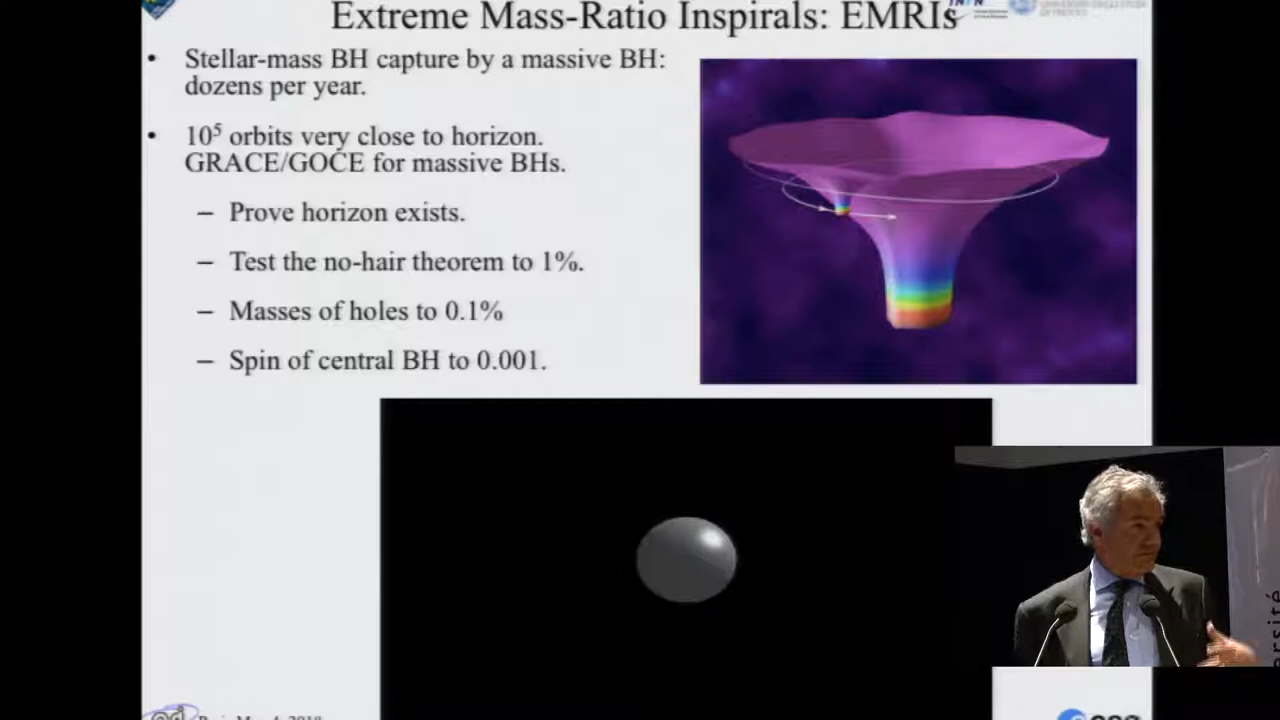 Extreme Mass-Ratio Inspirals: EMRIs
• Stellar-mass BH capture by a massive BH:
dozens per year.
• 10⁵ orbits very close to horizon.
GRACE/GOCE for massive BHs.
– Prove horizon exists.
– Test the no-hair theorem to 1%.
– Masses of holes to 0.1%
– Spin of central BH to 0.001.